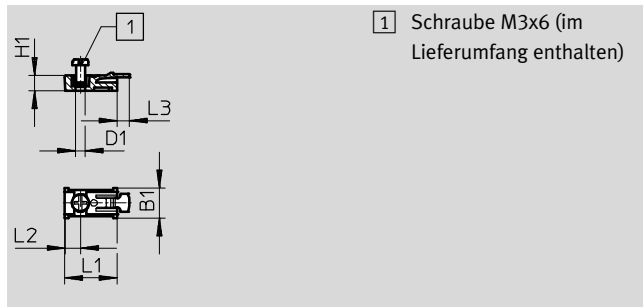 1
H1
L3
D1
B1
L2
L1
1 Schraube M3x6 (im
Lieferumfang enthalten)